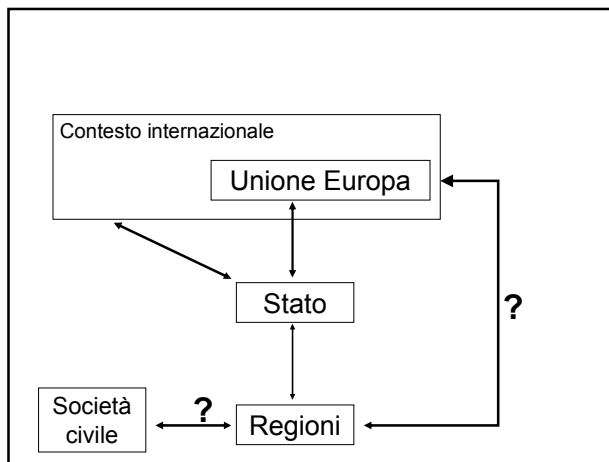 Contesto internazionale
Unione Europa
Stato
?
Società
civile
?
Regioni